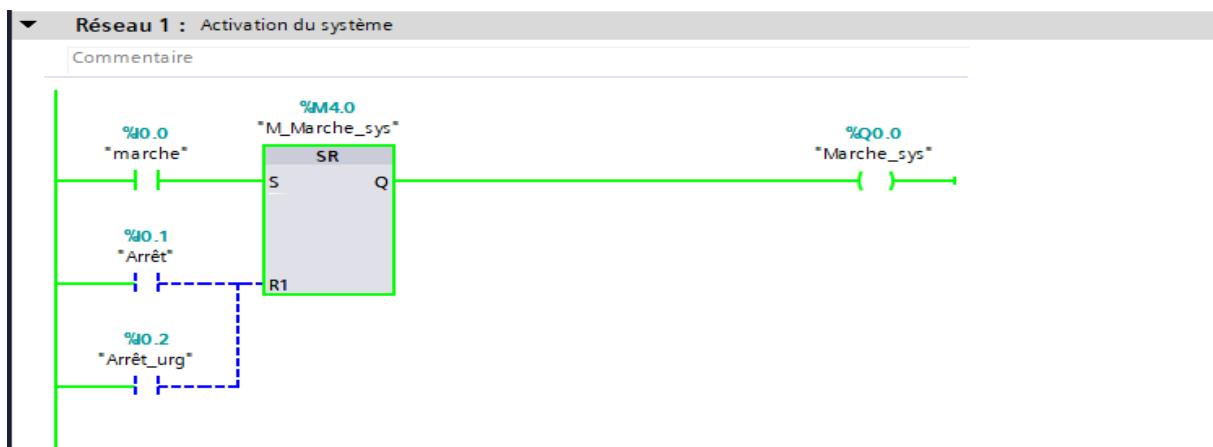 Réseau 1 : Activation du système
Commentaire
%M4.0
"M_Marche_sys"
%I0.0
"marche"
%Q0.0
"Marche_sys"
SR
S Q
%I0.1
"Arrêt"
R1
%I0.2
"Arrêt_urg"